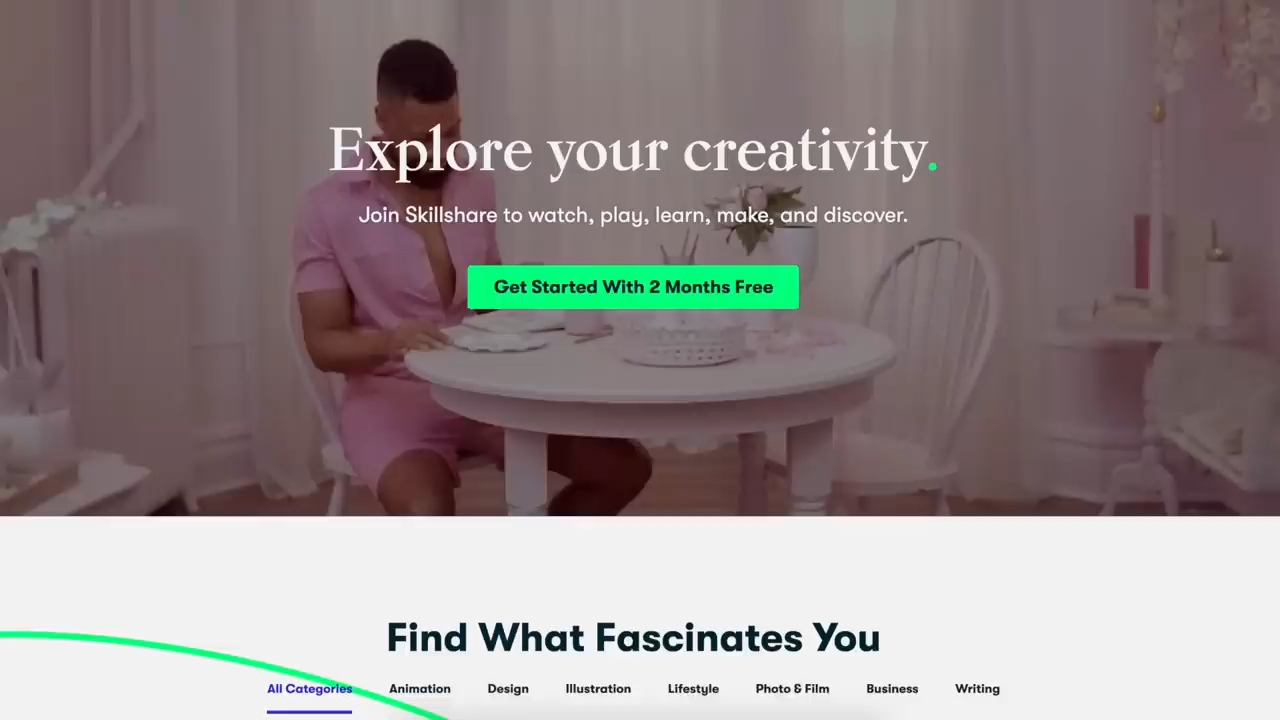 Explore your creativity.
Join Skillshare to watch, play, learn, make, and discover.
Get Started With 2 Months Free
Find What Fascinates You
All Categories Animation Design Illustration Lifestyle Photo & Film Business Writing